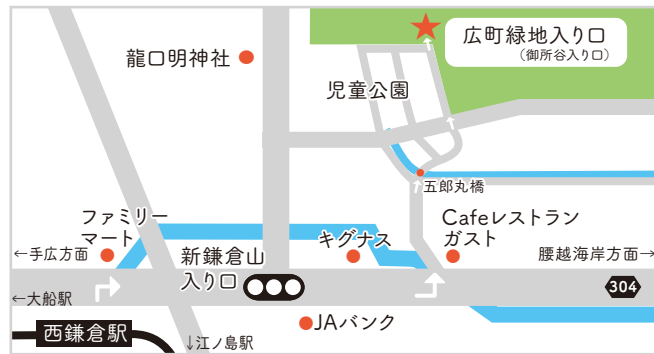 広町緑地入り口
（御所谷入り口）
龍口明神社
児童公園
五郎丸橋
ファミリー
マート
Cafeレストラン
ガスト
キグナス
←手広方面
新鎌倉山
入り口
腰越海岸方面→
304
←大船駅
JAバンク
西鎌倉駅
↓江ノ島駅